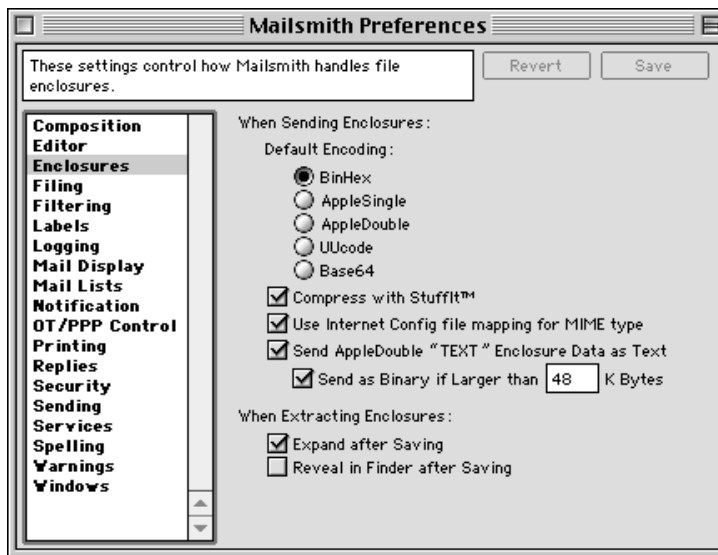 Mailsmith Preferences
These settings control how Mailsmith handles file
enclosures.
Revert
Save
Composition
Editor
Enclosures
Filing
Filtering
Labels
Logging
Mail Display
Mail Lists
Notification
OT/PPP Control
Printing
Replies
Security
Sending
Services
Spelling
Warnings
Windows
When Sending Enclosures:
Default Encoding:
BinHex
AppleSingle
AppleDouble
UUcode
Base64
Compress with StuffIt™
Use Internet Config file mapping for MIME type
Send AppleDouble "TEXT" Enclosure Data as Text
Send as Binary if Larger than 48 K Bytes
When Extracting Enclosures:
Expand after Saving
Reveal in Finder after Saving